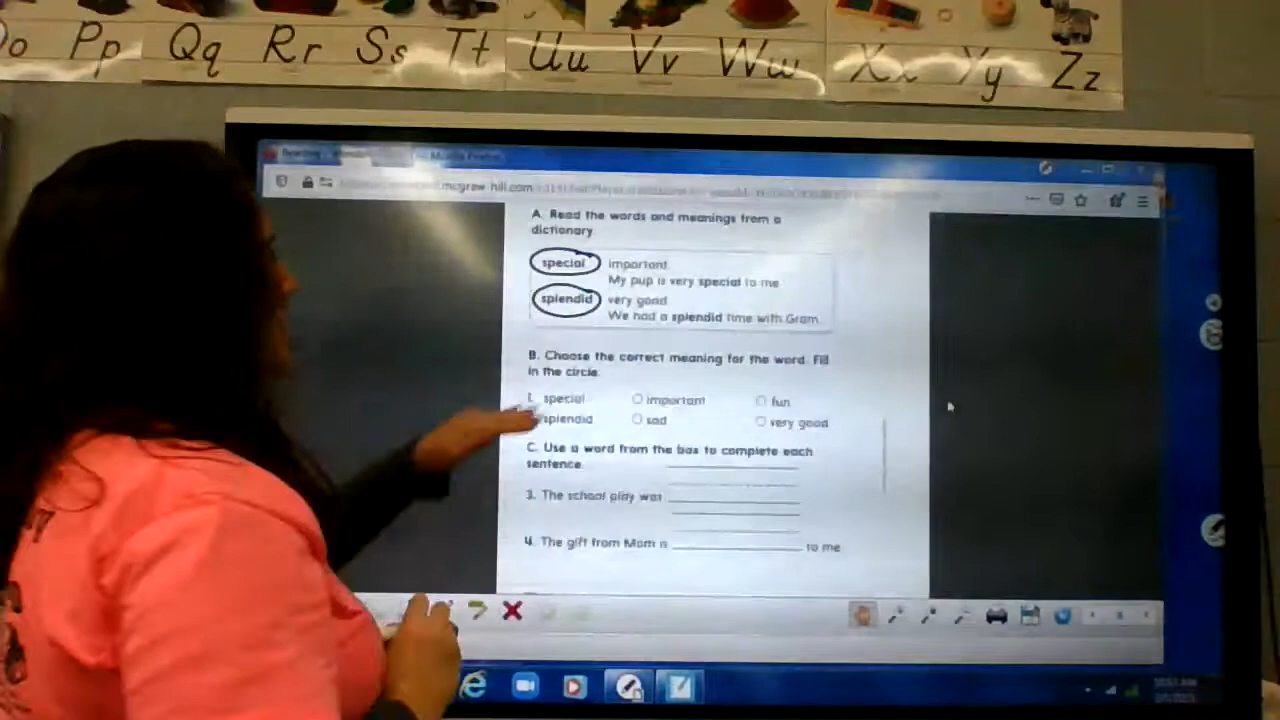 Pp Qq Rr Ss Tt Uu Vv Ww Xx Yy Zz
mcgraw-hill.com
A. Read the words and meanings from a
dictionary.
special important
My pup is very special to me
splendid very good
We had a splendid time with Gram.
B. Choose the correct meaning for the word. Fill
in the circle.
1. special important fun
splendid sad very good
C. Use a word from the box to complete each
sentence.
3. The school play was
4. The gift from Mom is to me